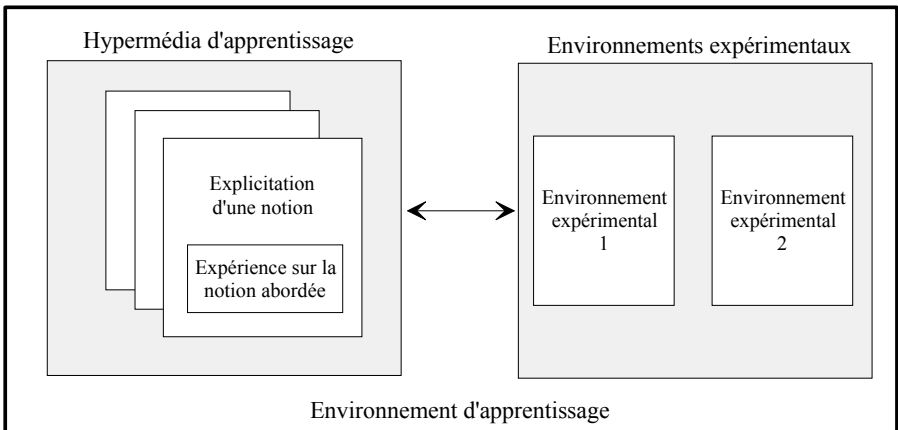 Hypermédia d'apprentissage
Environnements expérimentaux
Explicitation
d'une notion
Expérience sur la
notion abordée
Environnement
expérimental
1
Environnement
expérimental
2
Environnement d'apprentissage